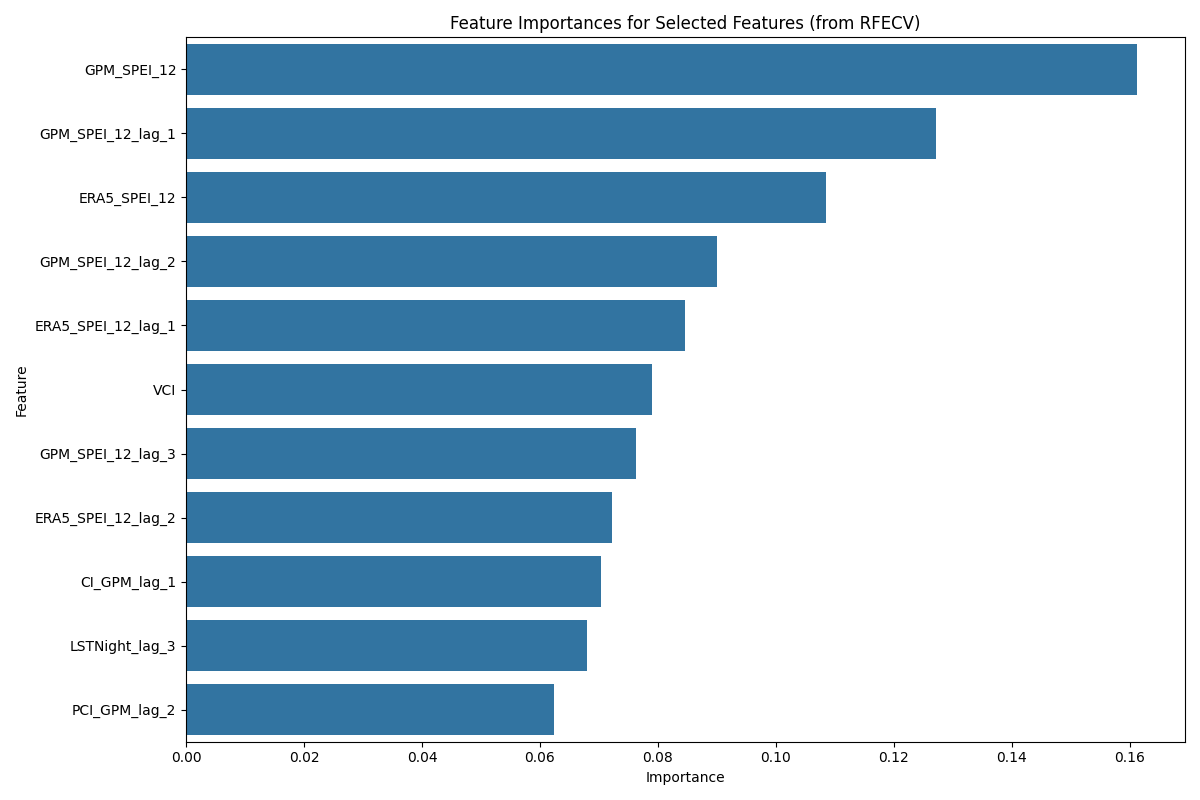 Feature Importances for Selected Features (from RFECV)
GPM_SPEI_12
GPM_SPEI_12_lag_1
ERA5_SPEI_12
GPM_SPEI_12_lag_2
ERA5_SPEI_12_lag_1
VCI
GPM_SPEI_12_lag_3
ERA5_SPEI_12_lag_2
CI_GPM_lag_1
LSTNight_lag_3
PCI_GPM_lag_2
Feature
0.00 0.02 0.04 0.06 0.08 0.10 0.12 0.14 0.16
Importance